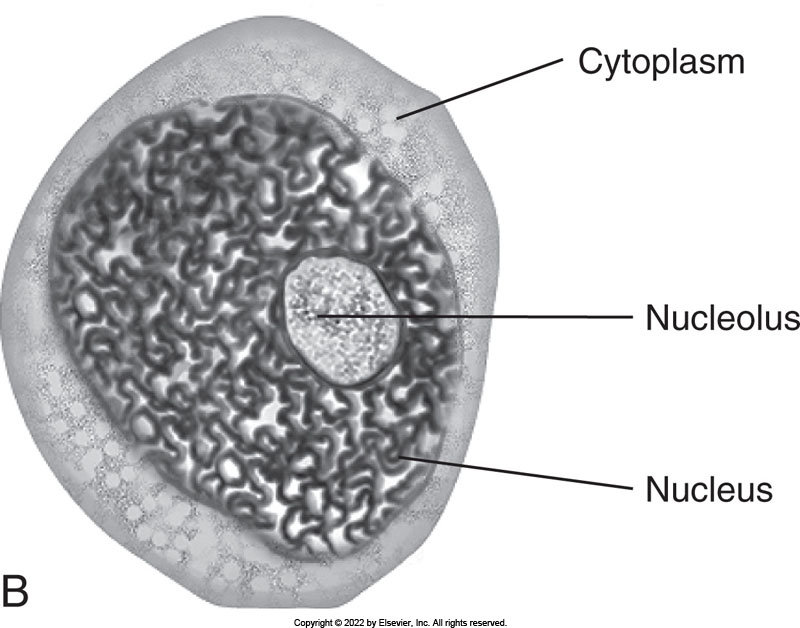 Cytoplasm
Nucleolus
Nucleus
B
Copyright © 2022 by Elsevier, Inc. All rights reserved.